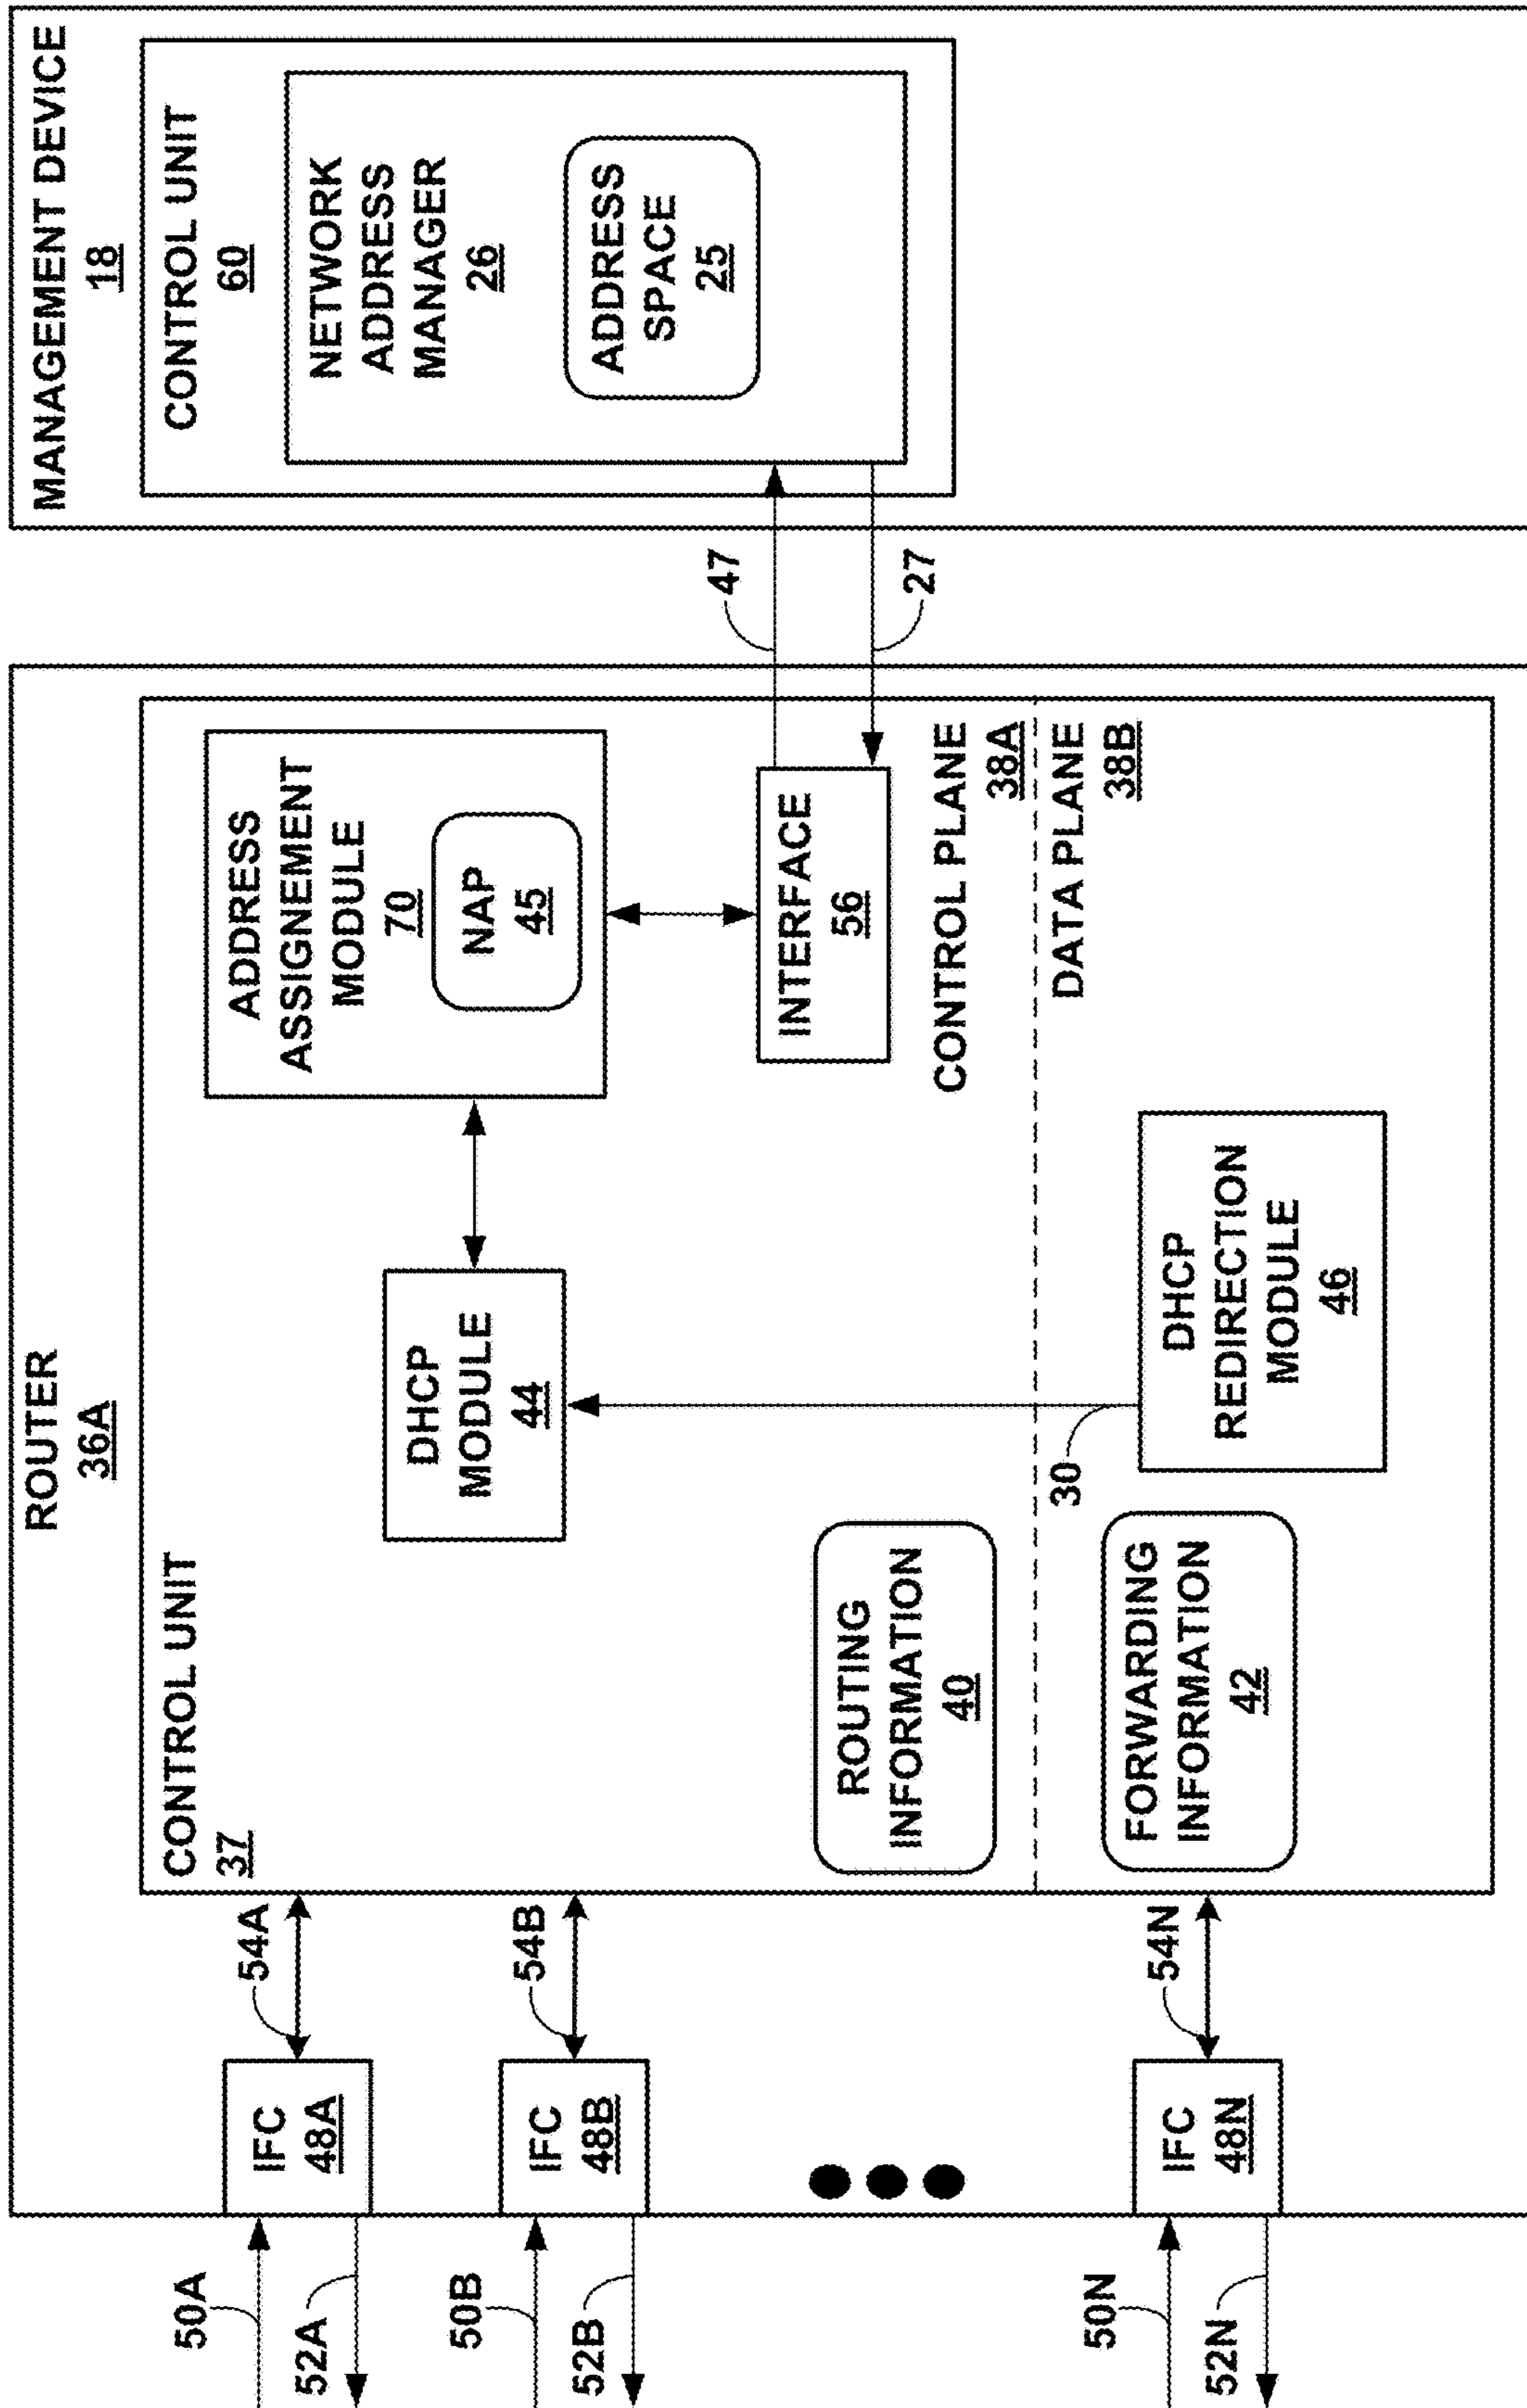 MANAGEMENT DEVICE
18
CONTROL UNIT
60
NETWORK
ADDRESS
MANAGER
26
ADDRESS
SPACE
25
47
27
ROUTER
36A
CONTROL UNIT
37
ADDRESS
ASSIGNEMENT
MODULE
70
NAP
45
DHCP
MODULE
44
INTERFACE
56
CONTROL PLANE
38A
DATA PLANE
38B
ROUTING
INFORMATION
40
30
FORWARDING
INFORMATION
42
DHCP
REDIRECTION
MODULE
46
54A
54B
54N
IFC
48A
IFC
48B
IFC
48N
50A
52A
50B
52B
50N
52N